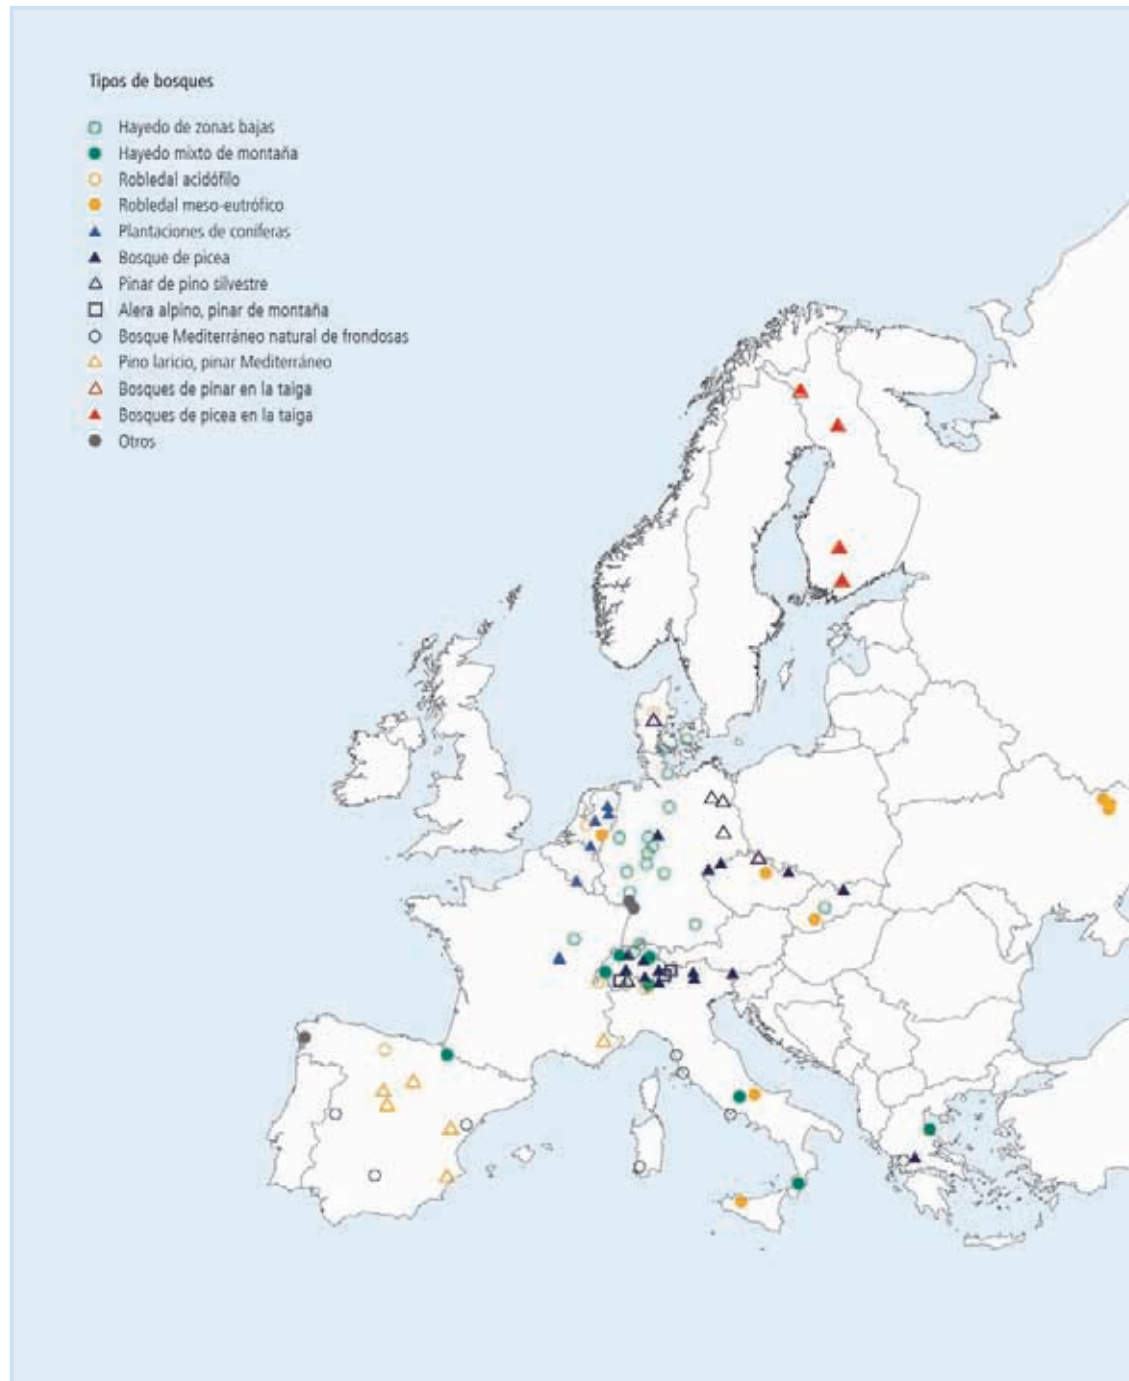 Tipos de bosques
Hayedo de zonas bajas
Hayedo mixto de montaña
Robledal acidófilo
Robledal meso-eutrófico
Plantaciones de coníferas
Bosque de picea
Pinar de pino silvestre
Alera alpino, pinar de montaña
Bosque Mediterráneo natural de frondosas
Pino laricio, pinar Mediterráneo
Bosques de pinar en la taiga
Bosques de picea en la taiga
Otros